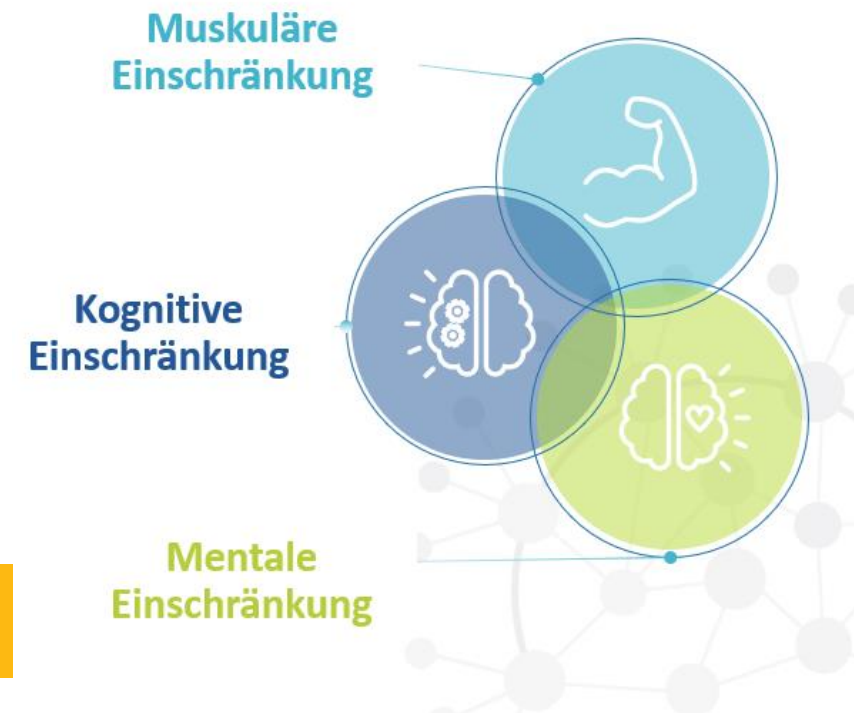 Muskuläre
Einschränkung
Kognitive
Einschränkung
Mentale
Einschränkung